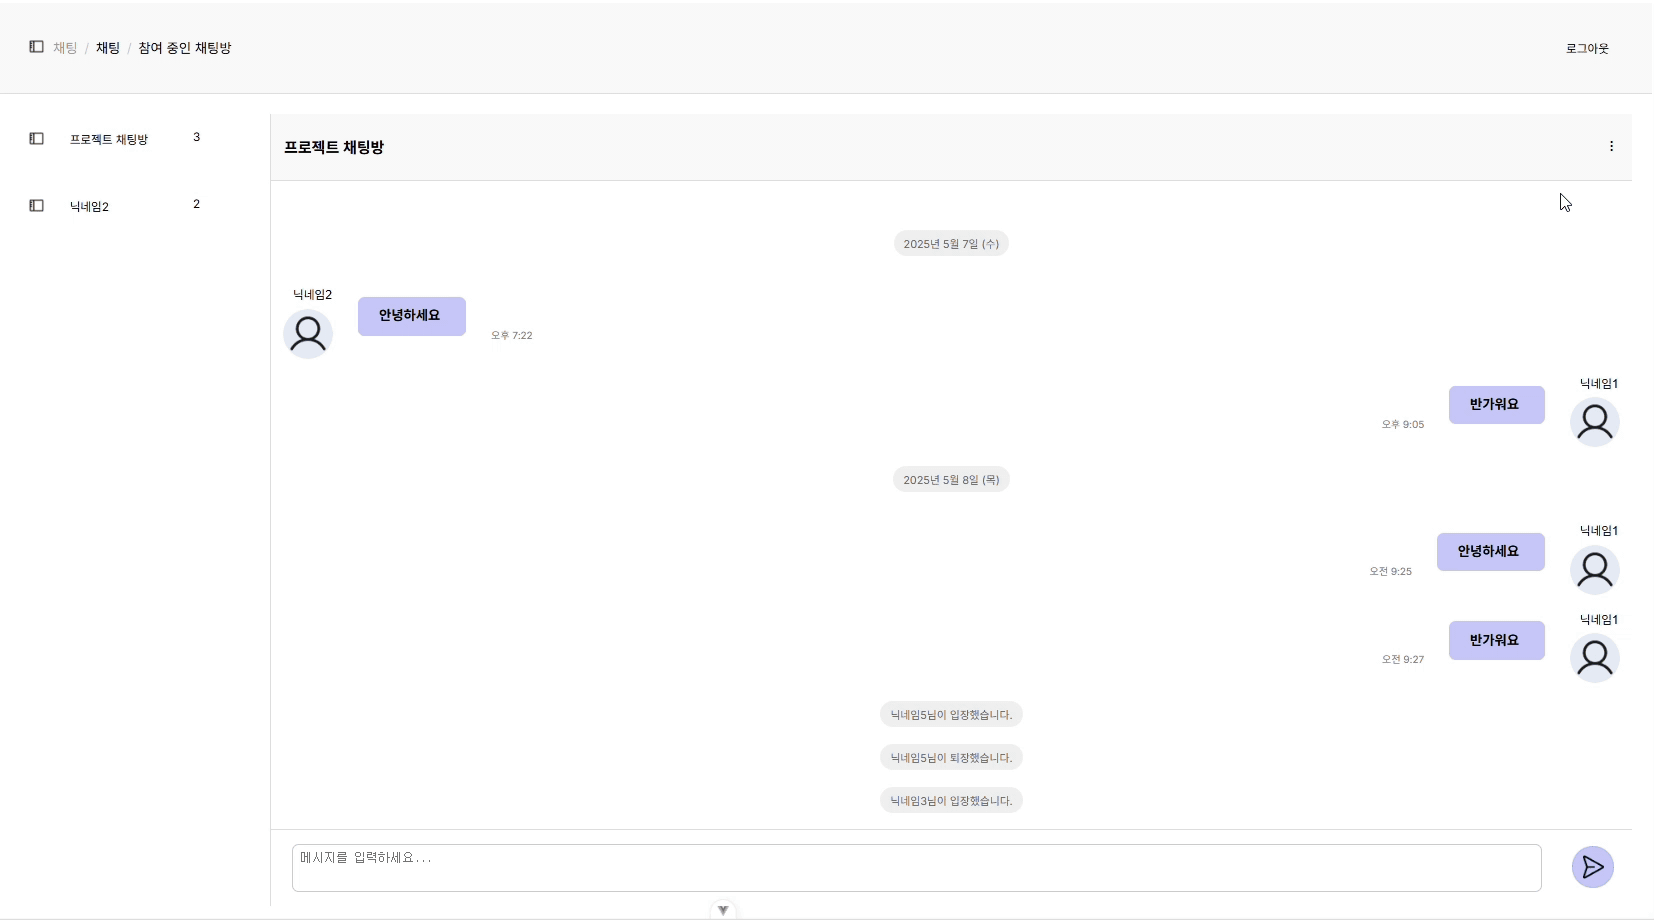 채팅 / 채팅 / 참여 중인 채팅방
로그아웃
프로젝트 채팅방 3
닉네임2 2
프로젝트 채팅방
2025년 5월 7일 (수)
닉네임2
안녕하세요
오후 7:22
닉네임1
반가워요
오후 9:05
2025년 5월 8일 (목)
닉네임1
안녕하세요
오전 9:25
닉네임1
반가워요
오전 9:27
닉네임5님이 입장했습니다.
닉네임5님이 퇴장했습니다.
닉네임3님이 입장했습니다.
메시지를 입력하세요...